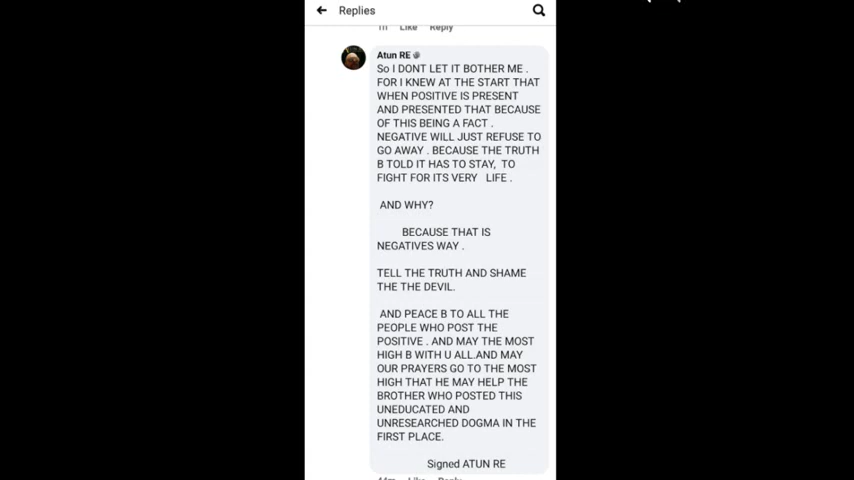 Replies
1h Like Reply
Atun RE
So I DONT LET IT BOTHER ME .
FOR I KNEW AT THE START THAT
WHEN POSITIVE IS PRESENT
AND PRESENTED THAT BECAUSE
OF THIS BEING A FACT .
NEGATIVE WILL JUST REFUSE TO
GO AWAY . BECAUSE THE TRUTH
B TOLD IT HAS TO STAY, TO
FIGHT FOR ITS VERY LIFE .
AND WHY?
BECAUSE THAT IS
NEGATIVES WAY .
TELL THE TRUTH AND SHAME
THE THE DEVIL.
AND PEACE B TO ALL THE
PEOPLE WHO POST THE
POSITIVE . AND MAY THE MOST
HIGH B WITH U ALL.AND MAY
OUR PRAYERS GO TO THE MOST
HIGH THAT HE MAY HELP THE
BROTHER WHO POSTED THIS
UNEDUCATED AND
UNRESEARCHED DOGMA IN THE
FIRST PLACE.
Signed ATUN RE
44m Like Reply